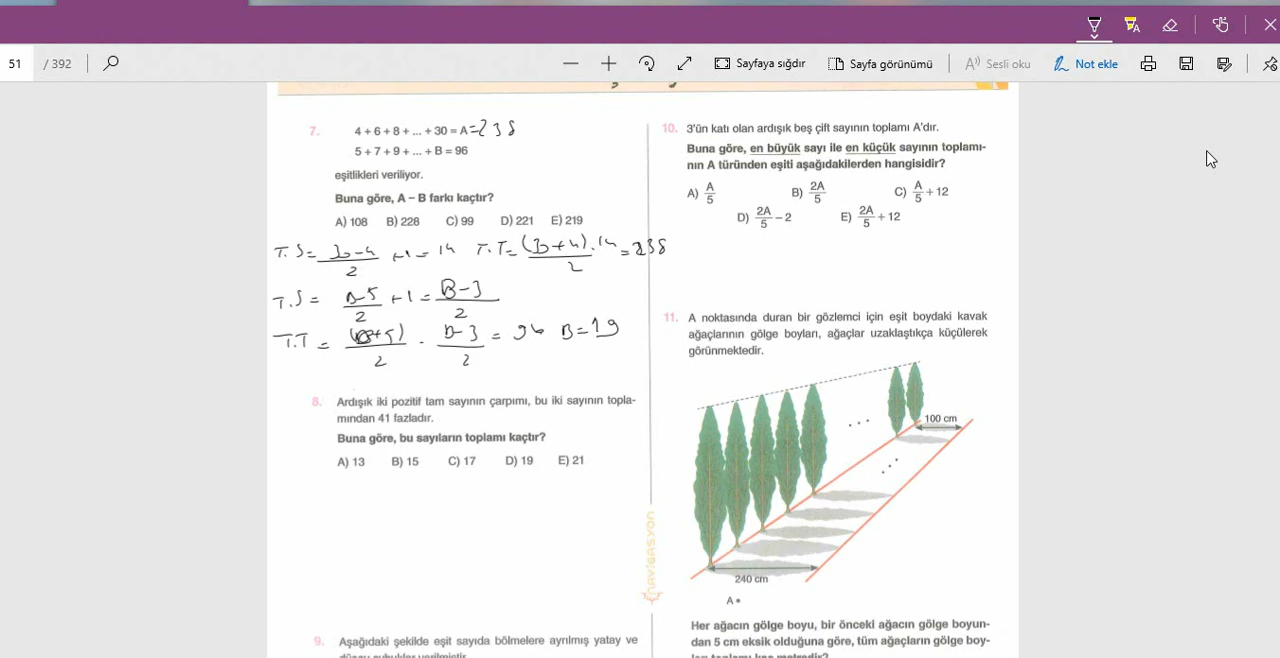 51 / 392
Sayfaya sığdır
Sayfa görünümü
A Sesli oku
Not ekle
7. 4 + 6 + 8 + ... + 30 = A = 238
5 + 7 + 9 + ... + B = 96
eşitlikleri veriliyor.
Buna göre, A – B farkı kaçtır?
A) 108 B) 228 C) 99 D) 221 E) 219
T.S = 30-4/2 +1 = 14 T.T = (30+4).14/2 = 238
T.S = B-5/2 + 1 = B-3/2
T.T = (B+5)/2 . B-3/2 = 96 B = 19
8. Ardışık iki pozitif tam sayının çarpımı, bu iki sayının topla-
mından 41 fazladır.
Buna göre, bu sayıların toplamı kaçtır?
A) 13 B) 15 C) 17 D) 19 E) 21
9. Aşağıdaki şekilde eşit sayıda bölmelere ayrılmış yatay ve
NAVİGASYON
10. 3'ün katı olan ardışık beş çift sayının toplamı A'dır.
Buna göre, en büyük sayı ile en küçük sayının toplamı-
nın A türünden eşiti aşağıdakilerden hangisidir?
A) A/5 B) 2A/5 C) A/5 + 12
D) 2A/5 – 2 E) 2A/5 + 12
11. A noktasında duran bir gözlemci için eşit boydaki kavak
ağaçlarının gölge boyları, ağaçlar uzaklaştıkça küçülerek
görünmektedir.
100 cm
240 cm
A
Her ağacın gölge boyu, bir önceki ağacın gölge boyun-
dan 5 cm eksik olduğuna göre, tüm ağaçların gölge boy-